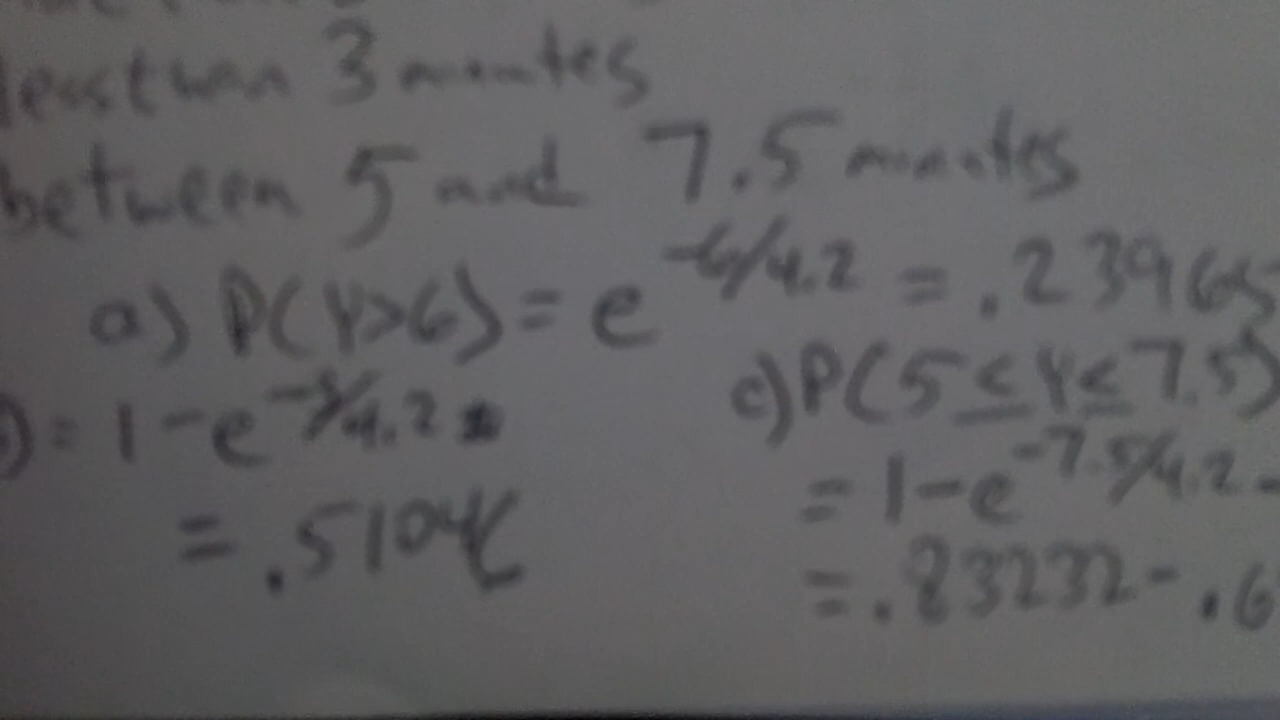 less than 3 minutes
between 5 and 7.5 minutes
a) P(Y>6) = e^-6/4.2 = .23965
) = 1 - e^-3/4.2
= .5104
c) P(5 ≤ Y ≤ 7.5)
= 1 - e^-7.5/4.2 -
= .83232 - .6